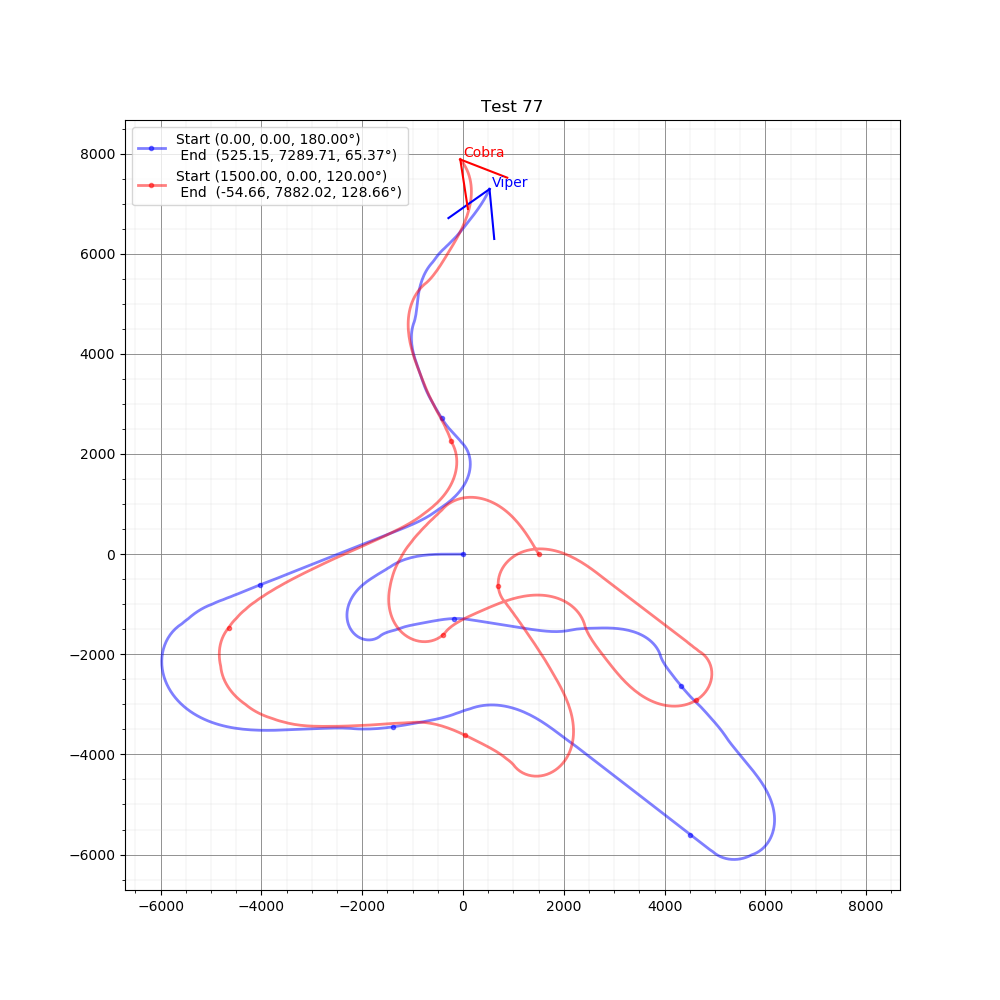 Test 77
Start (0.00, 0.00, 180.00°)
End  (525.15, 7289.71, 65.37°)
Start (1500.00, 0.00, 120.00°)
End  (-54.66, 7882.02, 128.66°)
Cobra
Viper
8000
6000
4000
2000
0
−2000
−4000
−6000
−6000 −4000 −2000 0 2000 4000 6000 8000